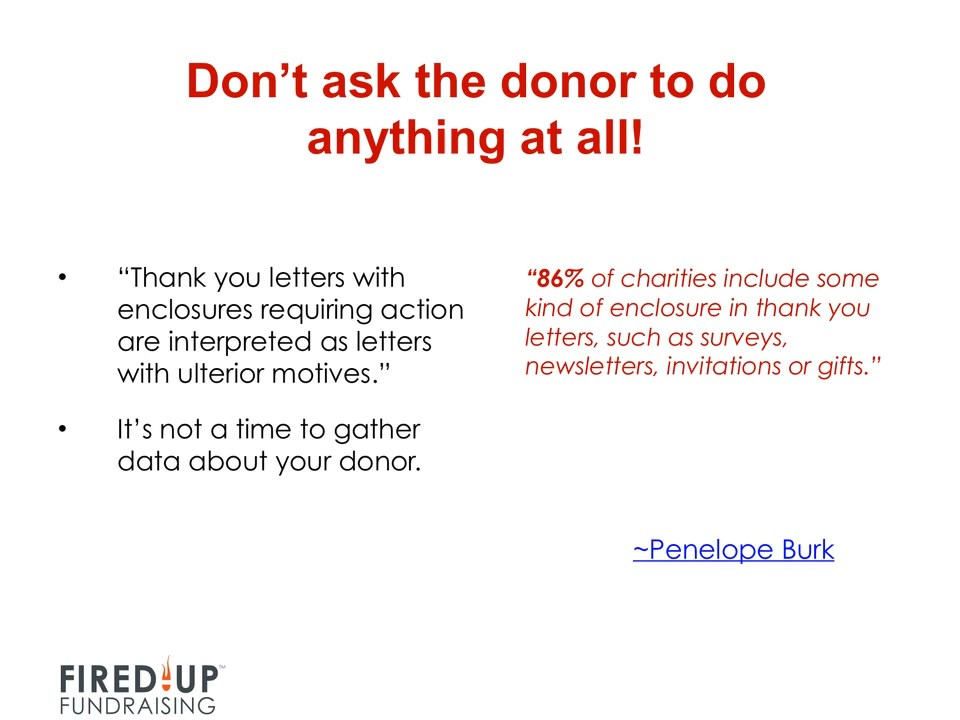 Don’t ask the donor to do
anything at all!
• “Thank you letters with
enclosures requiring action
are interpreted as letters
with ulterior motives.”
• It’s not a time to gather
data about your donor.
“86% of charities include some
kind of enclosure in thank you
letters, such as surveys,
newsletters, invitations or gifts.”
~Penelope Burk
FIRED UP™
FUNDRAISING